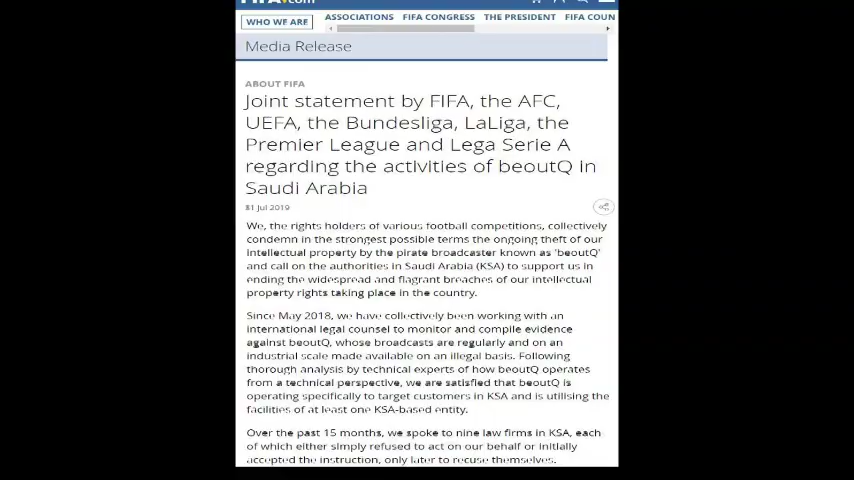 FIFA.com
WHO WE ARE
ASSOCIATIONS FIFA CONGRESS THE PRESIDENT FIFA COUN
Media Release
ABOUT FIFA
Joint statement by FIFA, the AFC,
UEFA, the Bundesliga, LaLiga, the
Premier League and Lega Serie A
regarding the activities of beoutQ in
Saudi Arabia
31 Jul 2019
We, the rights holders of various football competitions, collectively
condemn in the strongest possible terms the ongoing theft of our
intellectual property by the pirate broadcaster known as 'beoutQ'
and call on the authorities in Saudi Arabia (KSA) to support us in
ending the widespread and flagrant breaches of our intellectual
property rights taking place in the country.
Since May 2018, we have collectively been working with an
international legal counsel to monitor and compile evidence
against beoutQ, whose broadcasts are regularly and on an
industrial scale made available on an illegal basis. Following
thorough analysis by technical experts of how beoutQ operates
from a technical perspective, we are satisfied that beoutQ is
operating specifically to target customers in KSA and is utilising the
facilities of at least one KSA-based entity.
Over the past 15 months, we spoke to nine law firms in KSA, each
of which either simply refused to act on our behalf or initially
accepted the instruction, only later to recuse themselves.